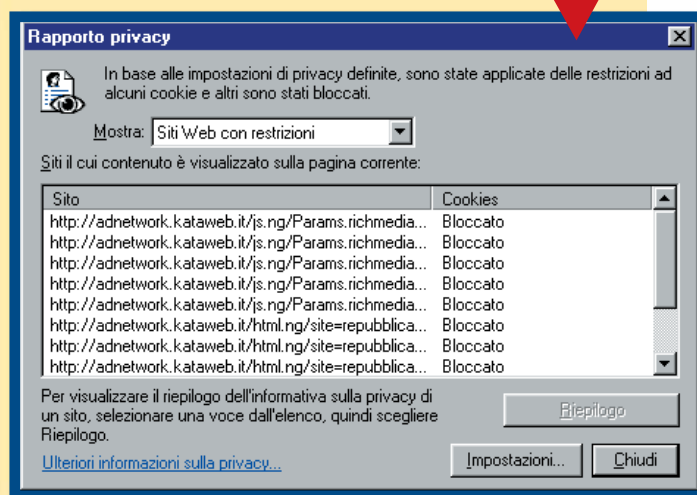 Rapporto privacy
In base alle impostazioni di privacy definite, sono state applicate delle restrizioni ad
alcuni cookie e altri sono stati bloccati.
Mostra: Siti Web con restrizioni
Siti il cui contenuto è visualizzato sulla pagina corrente:
Sito Cookies
http://adnetwork.kataweb.it/js.ng/Params.richmedia... Bloccato
http://adnetwork.kataweb.it/js.ng/Params.richmedia... Bloccato
http://adnetwork.kataweb.it/js.ng/Params.richmedia... Bloccato
http://adnetwork.kataweb.it/js.ng/Params.richmedia... Bloccato
http://adnetwork.kataweb.it/js.ng/Params.richmedia... Bloccato
http://adnetwork.kataweb.it/html.ng/site=repubblica... Bloccato
http://adnetwork.kataweb.it/html.ng/site=repubblica... Bloccato
http://adnetwork.kataweb.it/html.ng/site=repubblica... Bloccato
Per visualizzare il riepilogo dell'informativa sulla privacy di
un sito, selezionare una voce dall'elenco, quindi scegliere
Riepilogo.
Riepilogo
Ulteriori informazioni sulla privacy...
Impostazioni... Chiudi